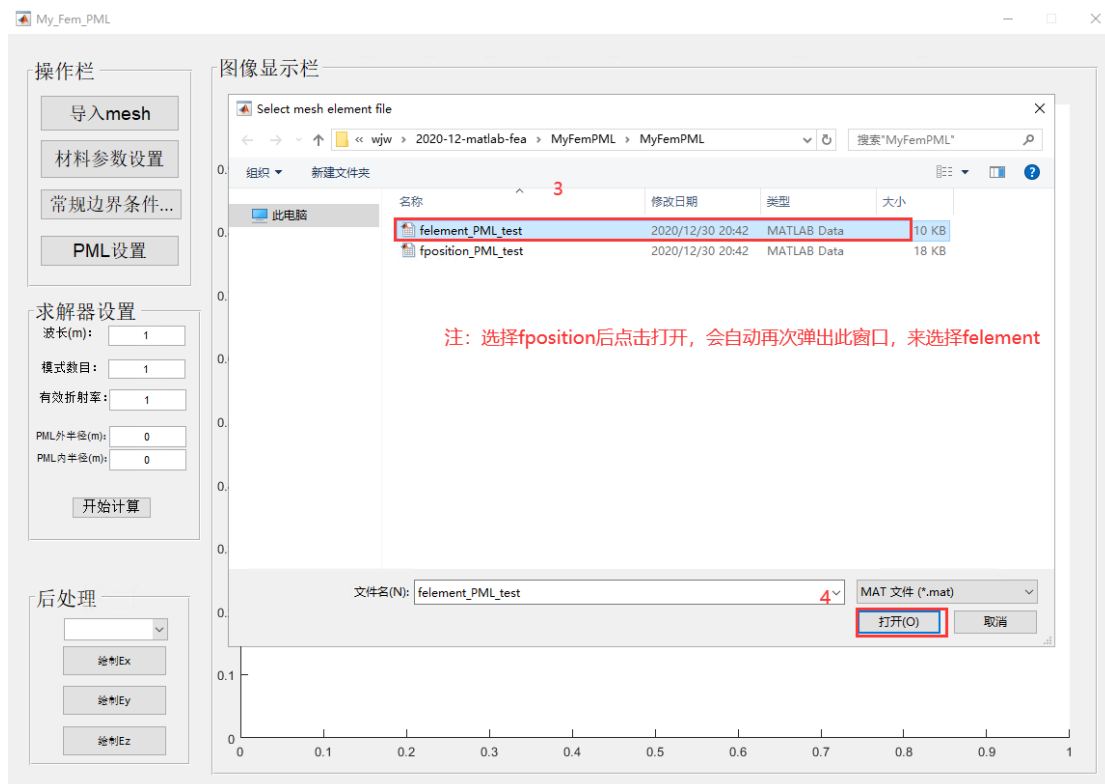 My_Fem_PML
操作栏
导入mesh
材料参数设置
常规边界条件...
PML设置
求解器设置
波长(m): 1
模式数目: 1
有效折射率: 1
PML外半径(m): 0
PML内半径(m): 0
开始计算
后处理
绘制Ex
绘制Ey
绘制Ez
图像显示栏
Select mesh element file
« wjw › 2020-12-matlab-fea › MyFemPML › MyFemPML
搜索"MyFemPML"
组织 新建文件夹
此电脑
3
名称 修改日期 类型 大小
felement_PML_test 2020/12/30 20:42 MATLAB Data 10 KB
fposition_PML_test 2020/12/30 20:42 MATLAB Data 18 KB
注：选择fposition后点击打开，会自动再次弹出此窗口，来选择felement
文件名(N): felement_PML_test 4 MAT 文件 (*.mat)
打开(O) 取消
0.1
0
0 0.1 0.2 0.3 0.4 0.5 0.6 0.7 0.8 0.9 1